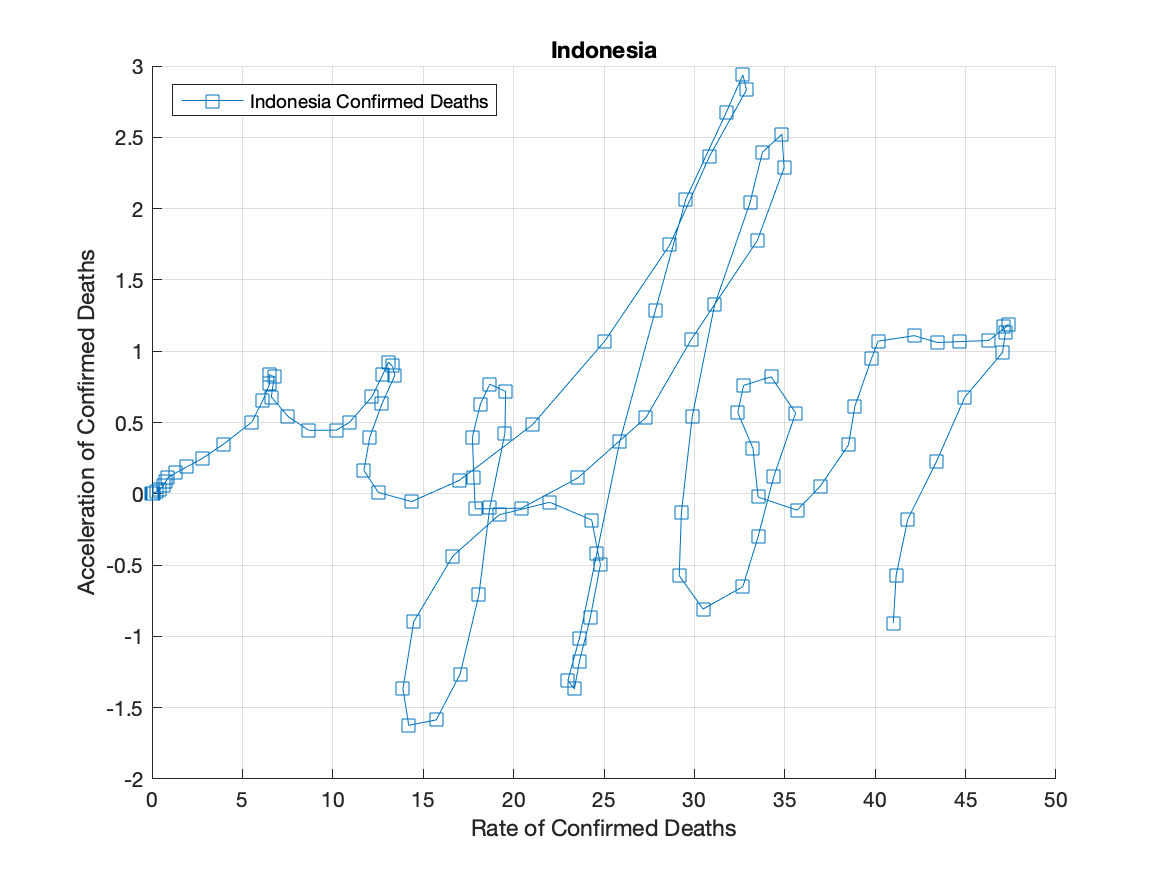 Indonesia
Indonesia Confirmed Deaths
Acceleration of Confirmed Deaths
3
2.5
2
1.5
1
0.5
0
-0.5
-1
-1.5
-2
0 5 10 15 20 25 30 35 40 45 50
Rate of Confirmed Deaths